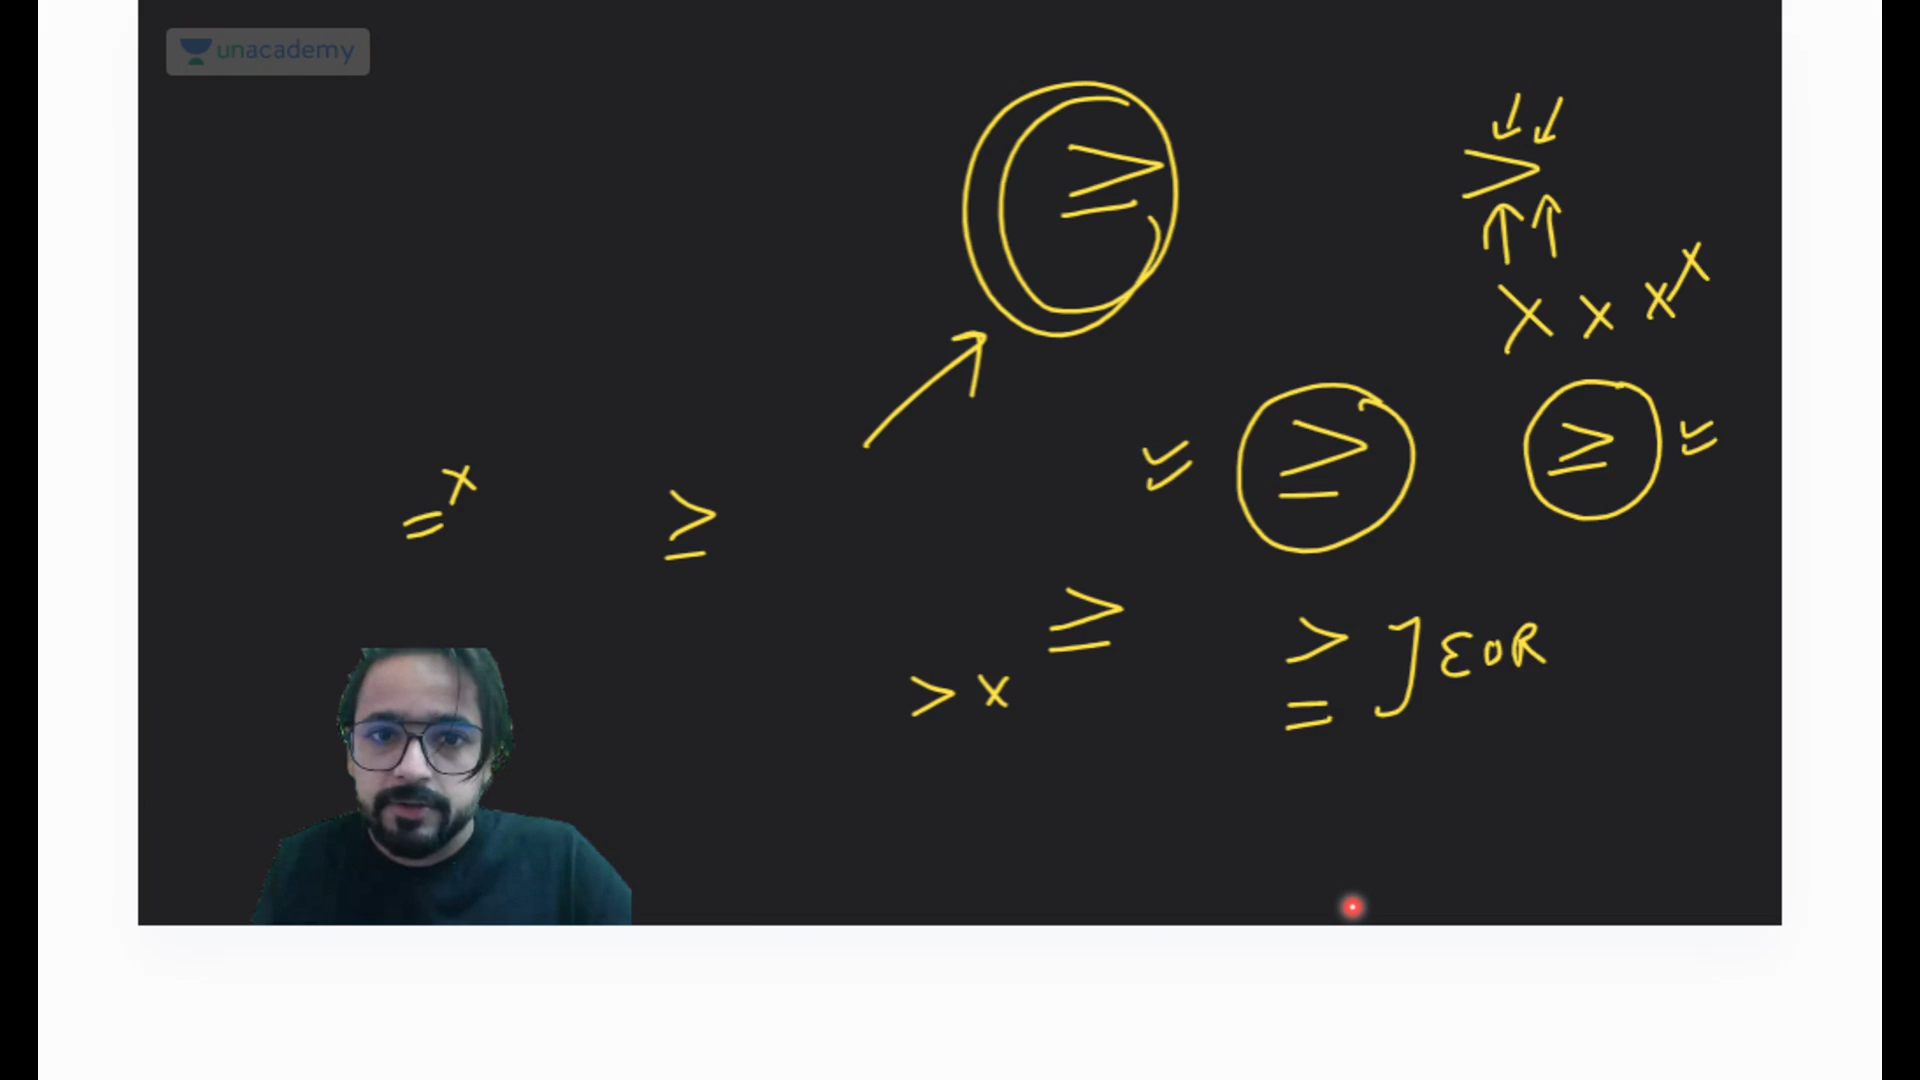 unacademy
≥ >
x x x x
≥ ≥
= x ≥
≥ > ] EOR
> x =